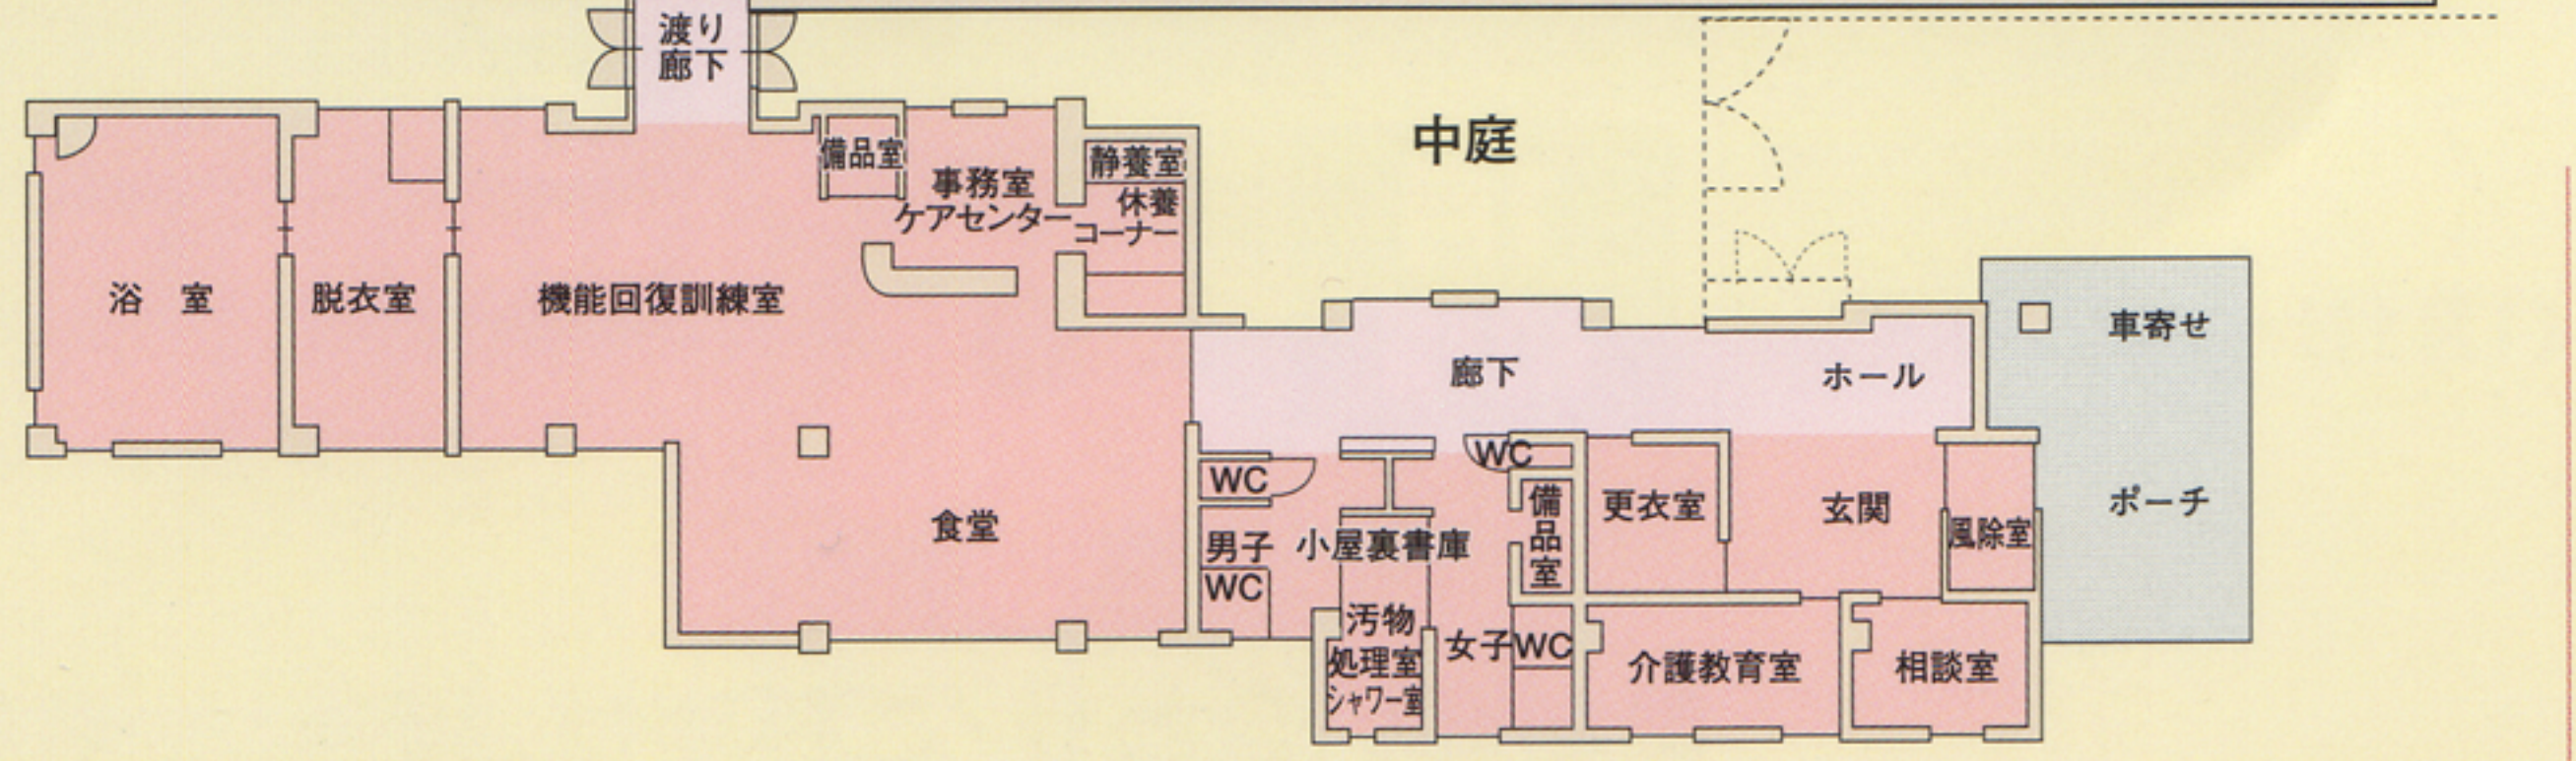 渡り
廊下
中庭
備品室
事務室
ケアセンター
静養室
休養
コーナー
浴 室
脱衣室
機能回復訓練室
食堂
廊下
ホール
車寄せ
ポーチ
WC
WC
男子
WC
小屋裏書庫
備
品
室
更衣室
玄関
風除室
汚物
処理室
シャワー室
女子
WC
介護教育室
相談室